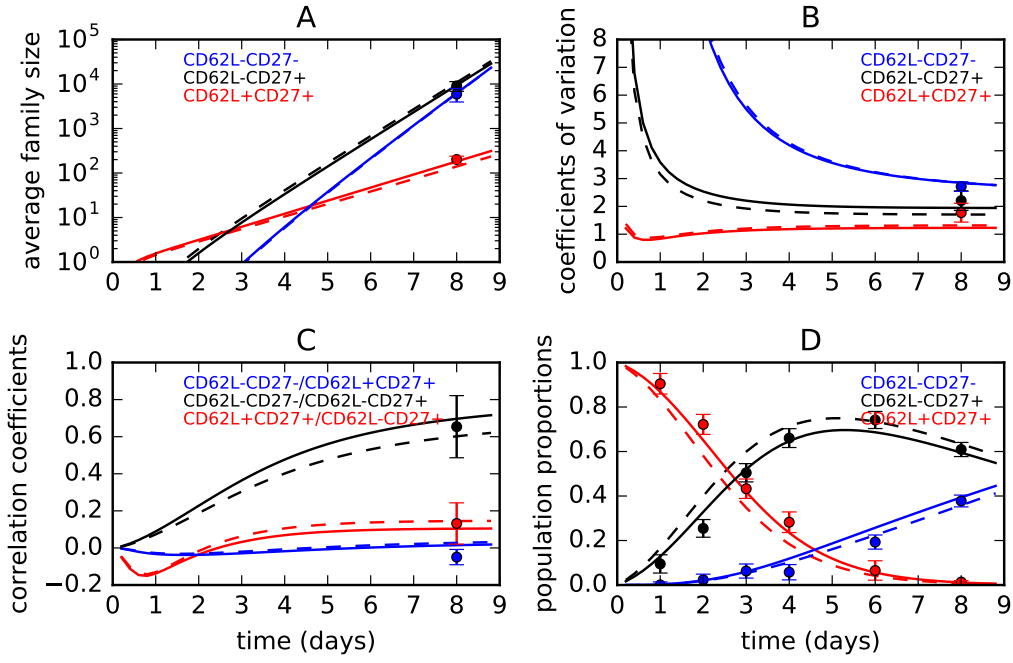 A
average family size
10^5
10^4
10^3
10^2
10^1
10^0
CD62L-CD27-
CD62L-CD27+
CD62L+CD27+
0 1 2 3 4 5 6 7 8 9
B
coefficients of variation
8
7
6
5
4
3
2
1
0
CD62L-CD27-
CD62L-CD27+
CD62L+CD27+
0 1 2 3 4 5 6 7 8 9
C
correlation coefficients
1.0
0.8
0.6
0.4
0.2
0.0
−0.2
CD62L-CD27-/CD62L+CD27+
CD62L-CD27-/CD62L-CD27+
CD62L+CD27+/CD62L-CD27+
0 1 2 3 4 5 6 7 8 9
time (days)
D
population proportions
1.0
0.8
0.6
0.4
0.2
0.0
CD62L-CD27-
CD62L-CD27+
CD62L+CD27+
0 1 2 3 4 5 6 7 8 9
time (days)